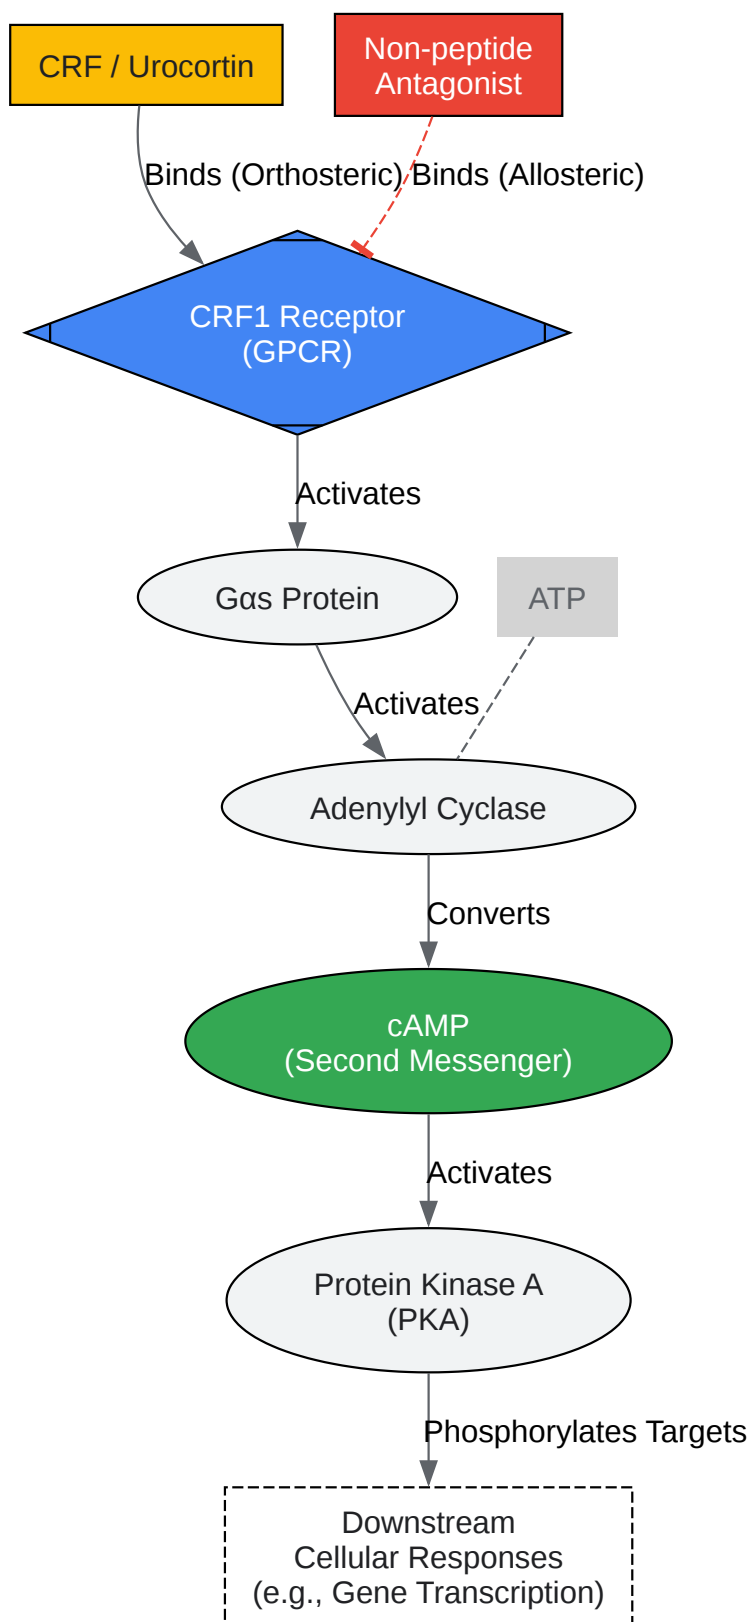 CRF / Urocortin
Non-peptide
Antagonist
Binds (Orthosteric)
Binds (Allosteric)
CRF1 Receptor
(GPCR)
Activates
Gαs Protein
ATP
Activates
Adenylyl Cyclase
Converts
cAMP
(Second Messenger)
Activates
Protein Kinase A
(PKA)
Phosphorylates Targets
Downstream
Cellular Responses
(e.g., Gene Transcription)